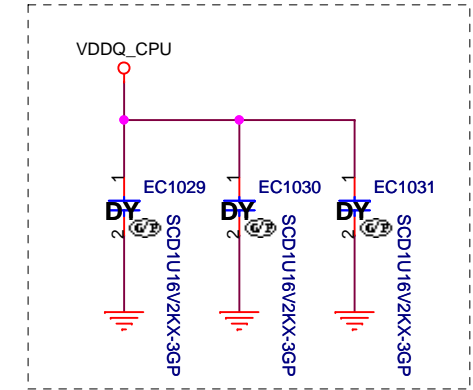 VDDQ_CPU
1
EC1029
DY
G/P
2
SCD1U16V2KX-3GP
1
EC1030
DY
G/P
2
SCD1U16V2KX-3GP
1
EC1031
DY
G/P
2
SCD1U16V2KX-3GP